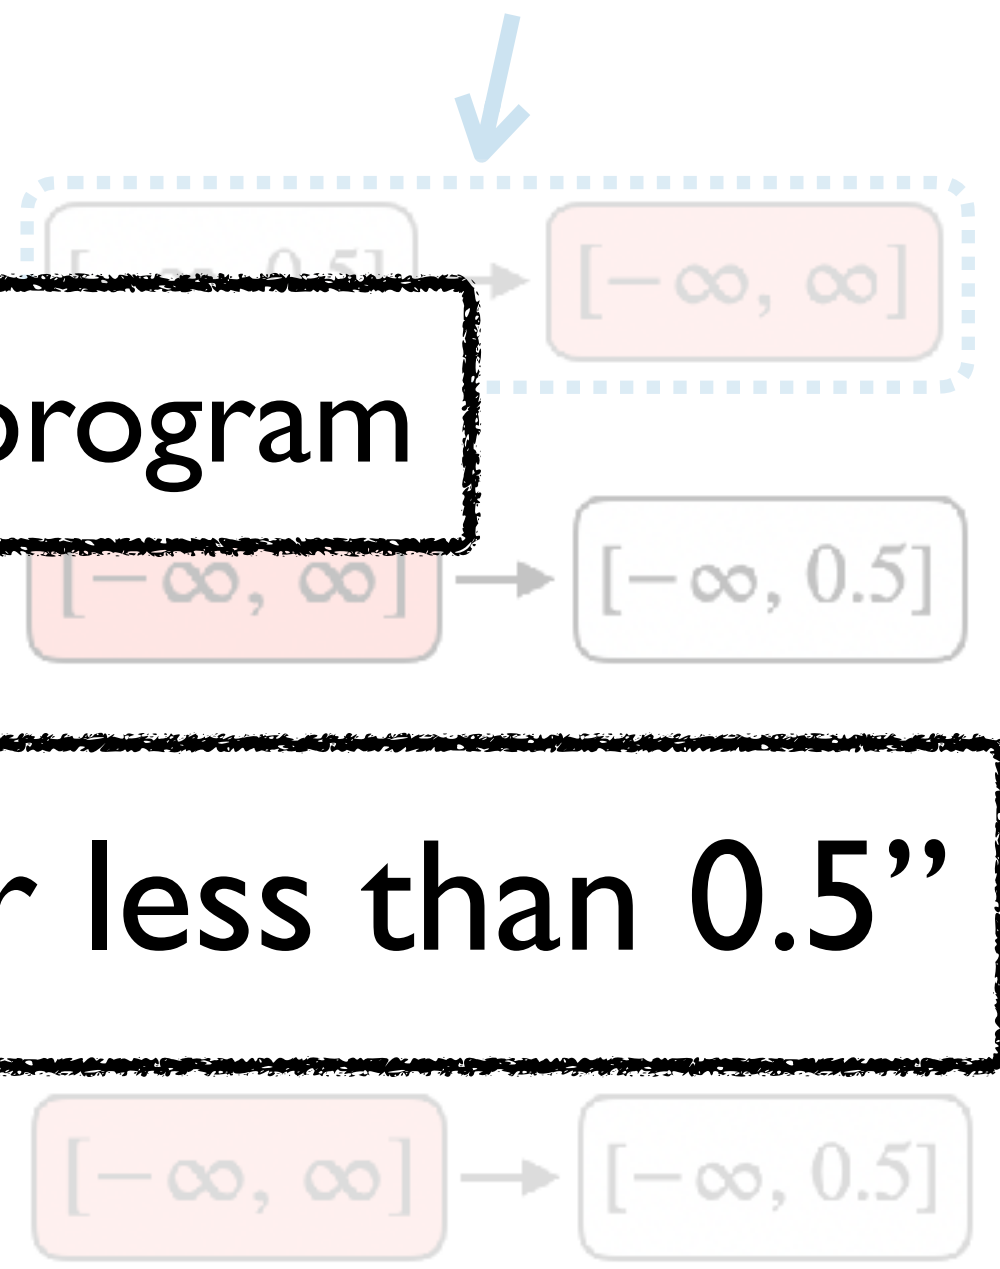 [−∞, 0.5] [−∞, ∞]
program
[−∞, ∞] [−∞, 0.5]
less than 0.5”
[−∞, ∞] [−∞, 0.5]